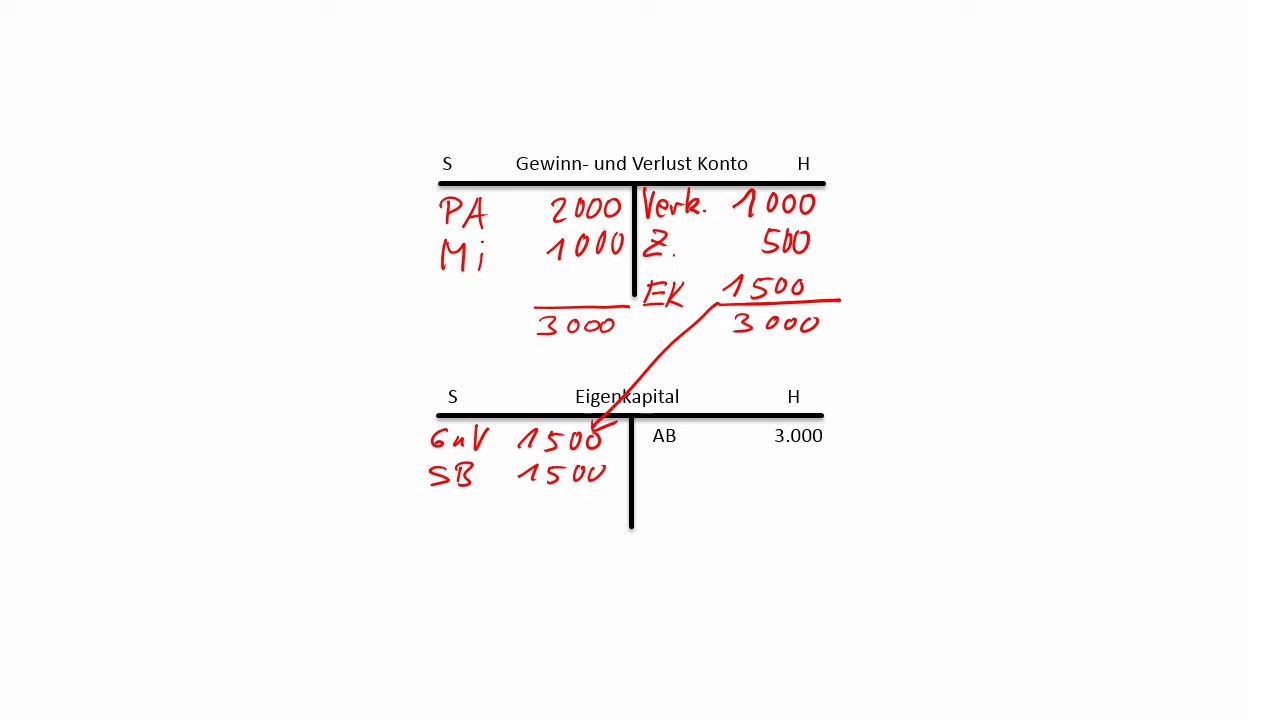 S Gewinn- und Verlust Konto H
PA 2000 Verk. 1000
Mi 1000 Z. 500
EK 1500
3000 3000
S Eigenkapital H
GuV 1500 AB 3.000
SB 1500